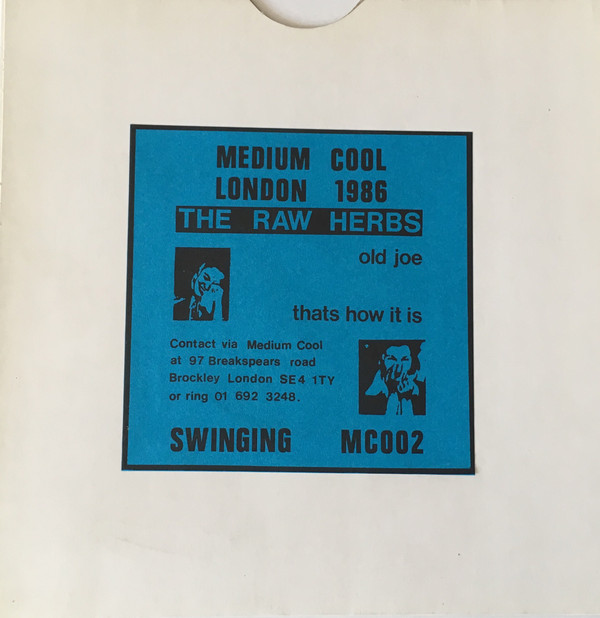 MEDIUM COOL
LONDON 1986
THE RAW HERBS
old joe
thats how it is
Contact via Medium Cool
at 97 Breakspears road
Brockley London SE4 1TY
or ring 01 692 3248.
SWINGING MC002